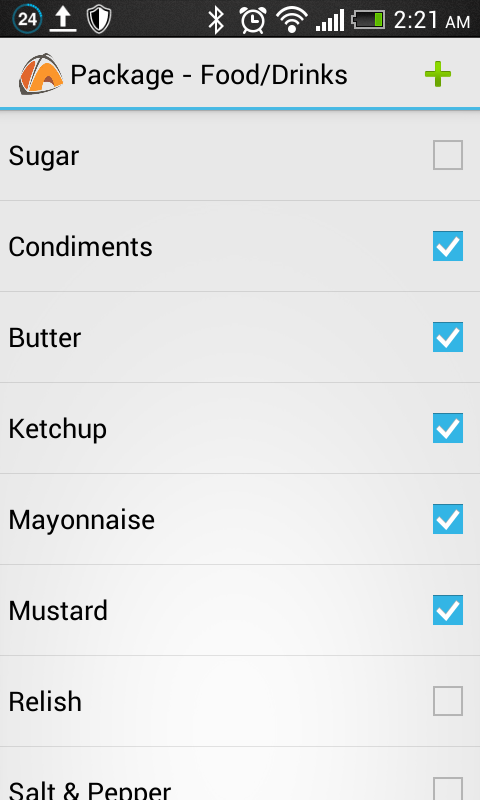 24
2:21 AM
Package - Food/Drinks
Sugar
Condiments
Butter
Ketchup
Mayonnaise
Mustard
Relish
Salt & Pepper